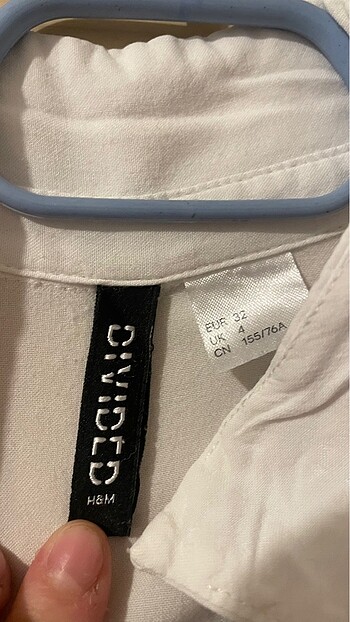 DIVIDED
H&M
EUR 32
UK 4
CN 155/76A